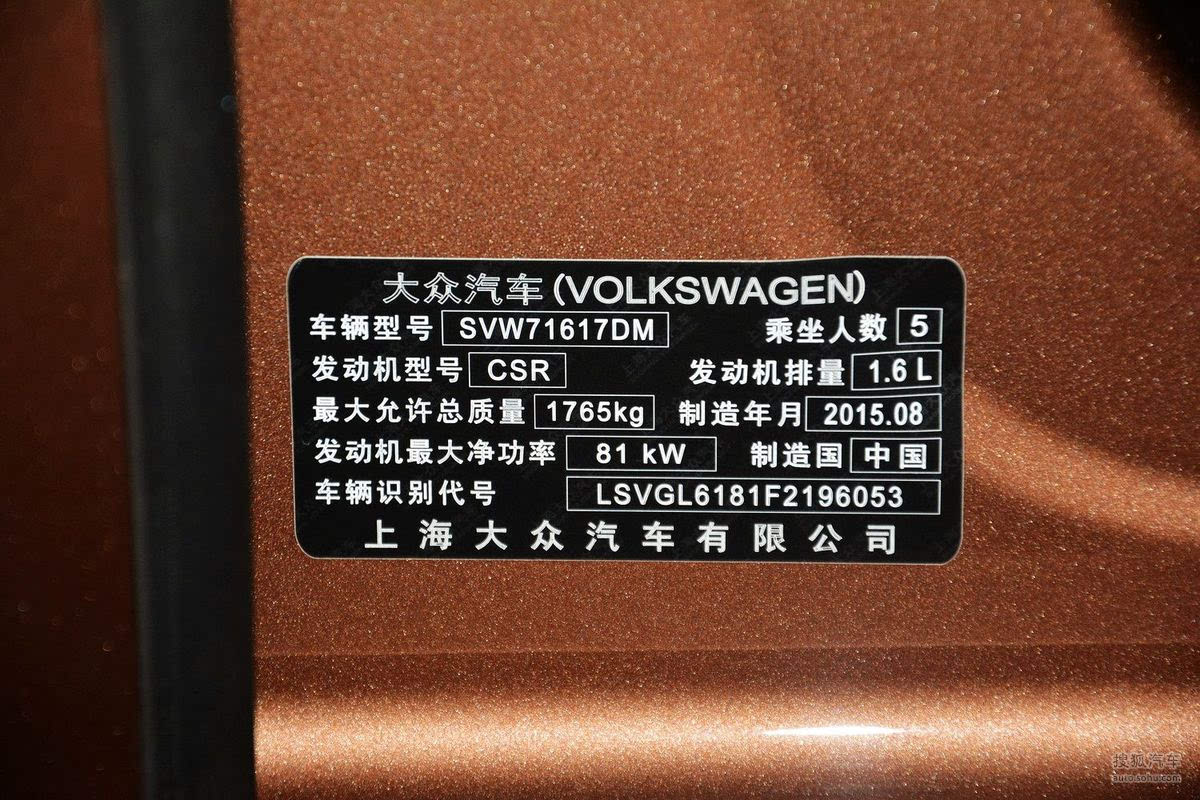 大众汽车(VOLKSWAGEN)
车辆型号 SVW71617DM 乘坐人数 5
发动机型号 CSR 发动机排量 1.6 L
最大允许总质量 1765kg 制造年月 2015.08
发动机最大净功率 81 kW 制造国 中国
车辆识别代号 LSVGL6181F2196053
上海大众汽车有限公司
搜狐汽车
auto.sohu.com